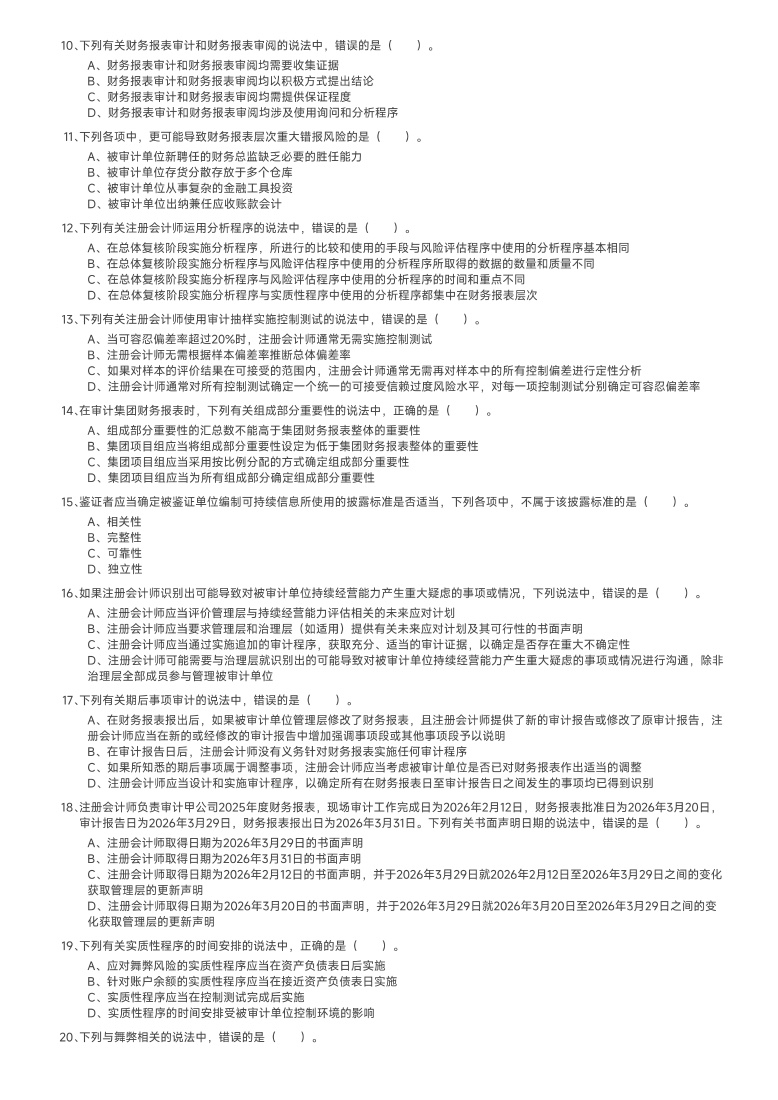 10、下列有关财务报表审计和财务报表审阅的说法中，错误的是（　　）。
A、财务报表审计和财务报表审阅均需要收集证据
B、财务报表审计和财务报表审阅均以积极方式提出结论
C、财务报表审计和财务报表审阅均需提供保证程度
D、财务报表审计和财务报表审阅均涉及使用询问和分析程序
11、下列各项中，更可能导致财务报表层次重大错报风险的是（　　）。
A、被审计单位新聘任的财务总监缺乏必要的胜任能力
B、被审计单位存货分散存放于多个仓库
C、被审计单位从事复杂的金融工具投资
D、被审计单位出纳兼任应收账款会计
12、下列有关注册会计师运用分析程序的说法中，错误的是（　　）。
A、在总体复核阶段实施分析程序，所进行的比较和使用的手段与风险评估程序中使用的分析程序基本相同
B、在总体复核阶段实施分析程序与风险评估程序中使用的分析程序所取得的数据的数量和质量不同
C、在总体复核阶段实施分析程序与风险评估程序中使用的分析程序的时间和重点不同
D、在总体复核阶段实施分析程序与实质性程序中使用的分析程序都集中在财务报表层次
13、下列有关注册会计师使用审计抽样实施控制测试的说法中，错误的是（　　）。
A、当可容忍偏差率超过20%时，注册会计师通常无需实施控制测试
B、注册会计师无需根据样本偏差率推断总体偏差率
C、如果对样本的评价结果在可接受的范围内，注册会计师通常无需再对样本中的所有控制偏差进行定性分析
D、注册会计师通常对所有控制测试确定一个统一的可接受信赖过度风险水平，对每一项控制测试分别确定可容忍偏差率
14、在审计集团财务报表时，下列有关组成部分重要性的说法中，正确的是（　　）。
A、组成部分重要性的汇总数不能高于集团财务报表整体的重要性
B、集团项目组应当将组成部分重要性设定为低于集团财务报表整体的重要性
C、集团项目组应当采用按比例分配的方式确定组成部分重要性
D、集团项目组应当为所有组成部分确定组成部分重要性
15、鉴证者应当确定被鉴证单位编制可持续信息所使用的披露标准是否适当，下列各项中，不属于该披露标准的是（　　）。
A、相关性
B、完整性
C、可靠性
D、独立性
16、如果注册会计师识别出可能导致对被审计单位持续经营能力产生重大疑虑的事项或情况，下列说法中，错误的是（　　）。
A、注册会计师应当评价管理层与持续经营能力评估相关的未来应对计划
B、注册会计师应当要求管理层和治理层（如适用）提供有关未来应对计划及其可行性的书面声明
C、注册会计师应当通过实施追加的审计程序，获取充分、适当的审计证据，以确定是否存在重大不确定性
D、注册会计师可能需要与治理层就识别出的可能导致对被审计单位持续经营能力产生重大疑虑的事项或情况进行沟通，除非
治理层全部成员参与管理被审计单位
17、下列有关期后事项审计的说法中，错误的是（　　）。
A、在财务报表报出后，如果被审计单位管理层修改了财务报表，且注册会计师提供了新的审计报告或修改了原审计报告，注
册会计师应当在新的或经修改的审计报告中增加强调事项段或其他事项段予以说明
B、在审计报告日后，注册会计师没有义务针对财务报表实施任何审计程序
C、如果所知悉的期后事项属于调整事项，注册会计师应当考虑被审计单位是否已对财务报表作出适当的调整
D、注册会计师应当设计和实施审计程序，以确定所有在财务报表日至审计报告日之间发生的事项均已得到识别
18、注册会计师负责审计甲公司2025年度财务报表，现场审计工作完成日为2026年2月12日，财务报表批准日为2026年3月20日，
审计报告日为2026年3月29日，财务报表报出日为2026年3月31日。下列有关书面声明日期的说法中，错误的是（　　）。
A、注册会计师取得日期为2026年3月29日的书面声明
B、注册会计师取得日期为2026年3月31日的书面声明
C、注册会计师取得日期为2026年2月12日的书面声明，并于2026年3月29日就2026年2月12日至2026年3月29日之间的变化
获取管理层的更新声明
D、注册会计师取得日期为2026年3月20日的书面声明，并于2026年3月29日就2026年3月20日至2026年3月29日之间的变
化获取管理层的更新声明
19、下列有关实质性程序的时间安排的说法中，正确的是（　　）。
A、应对舞弊风险的实质性程序应当在资产负债表日后实施
B、针对账户余额的实质性程序应当在接近资产负债表日实施
C、实质性程序应当在控制测试完成后实施
D、实质性程序的时间安排受被审计单位控制环境的影响
20、下列与舞弊相关的说法中，错误的是（　　）。